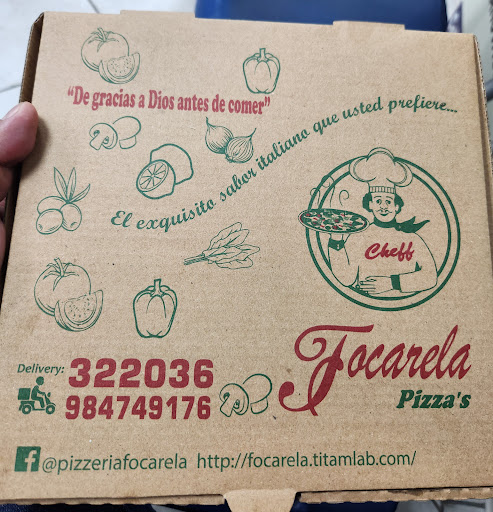 "De gracias a Dios antes de comer"
El exquisito sabor italiano que usted prefiere...
Cheff
Focarela
Pizza's
Delivery: 322036
984749176
@pizzeriafocarela http://focarela.titamlab.com/